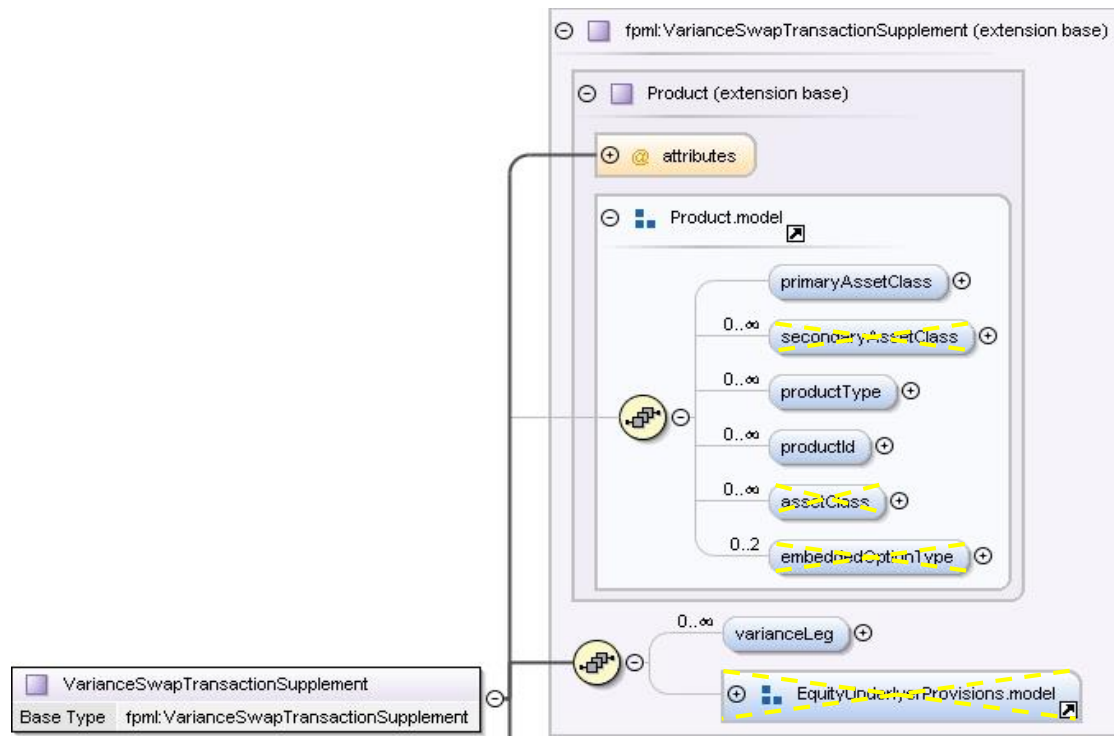 fpml:VarianceSwapTransactionSupplement (extension base)
Product (extension base)
@ attributes
Product.model
primaryAssetClass
0..∞
secondaryAssetClass
0..∞
productType
0..∞
productId
0..∞
assetClass
0..2
embeddedOptionType
0..∞
varianceLeg
EquityUnderlyerProvisions.model
VarianceSwapTransactionSupplement
Base Type fpml:VarianceSwapTransactionSupplement